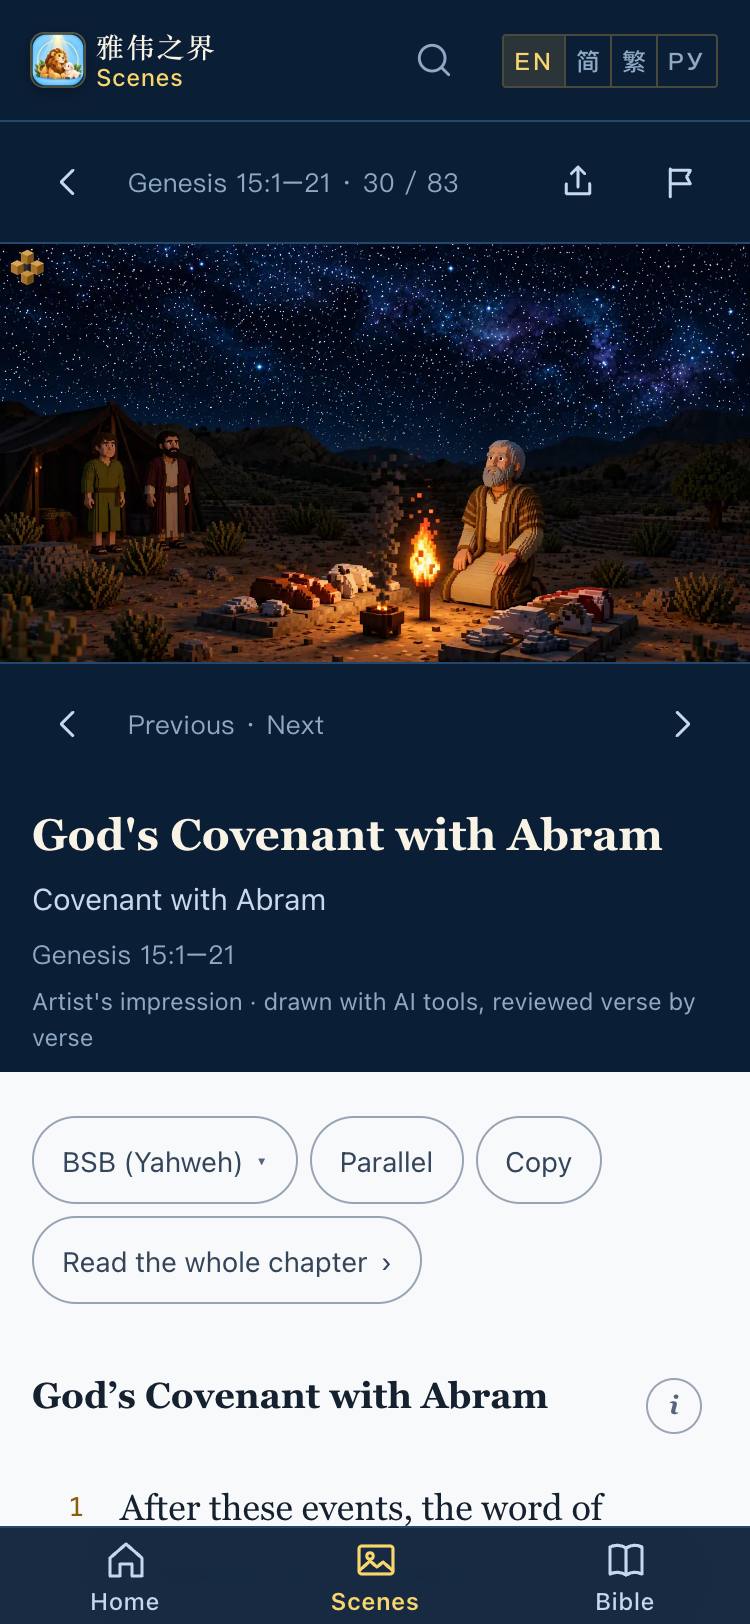 雅伟之界
Scenes
EN 简 繁 РУ
Genesis 15:1—21 · 30 / 83
Previous · Next
God's Covenant with Abram
Covenant with Abram
Genesis 15:1—21
Artist's impression · drawn with AI tools, reviewed verse by
verse
BSB (Yahweh) ▾ Parallel Copy
Read the whole chapter ›
God’s Covenant with Abram i
1 After these events, the word of
Home Scenes Bible